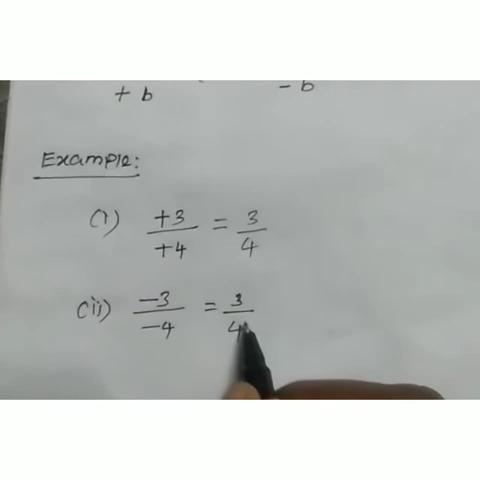 + b - b
Example:
(i) +3/+4 = 3/4
(ii) -3/-4 = 3/4